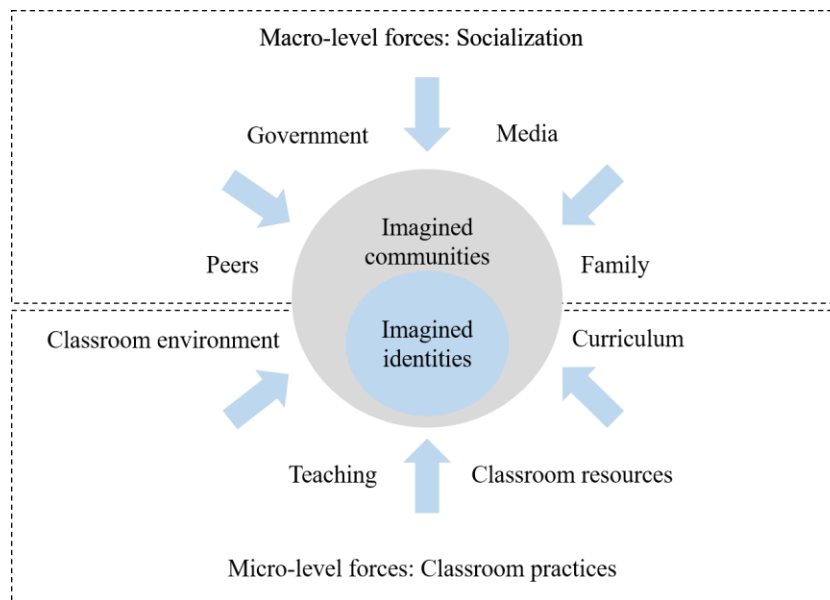 Macro-level forces: Socialization
Government
Media
Imagined
communities
Peers
Family
Imagined
identities
Classroom environment
Curriculum
Teaching
Classroom resources
Micro-level forces: Classroom practices